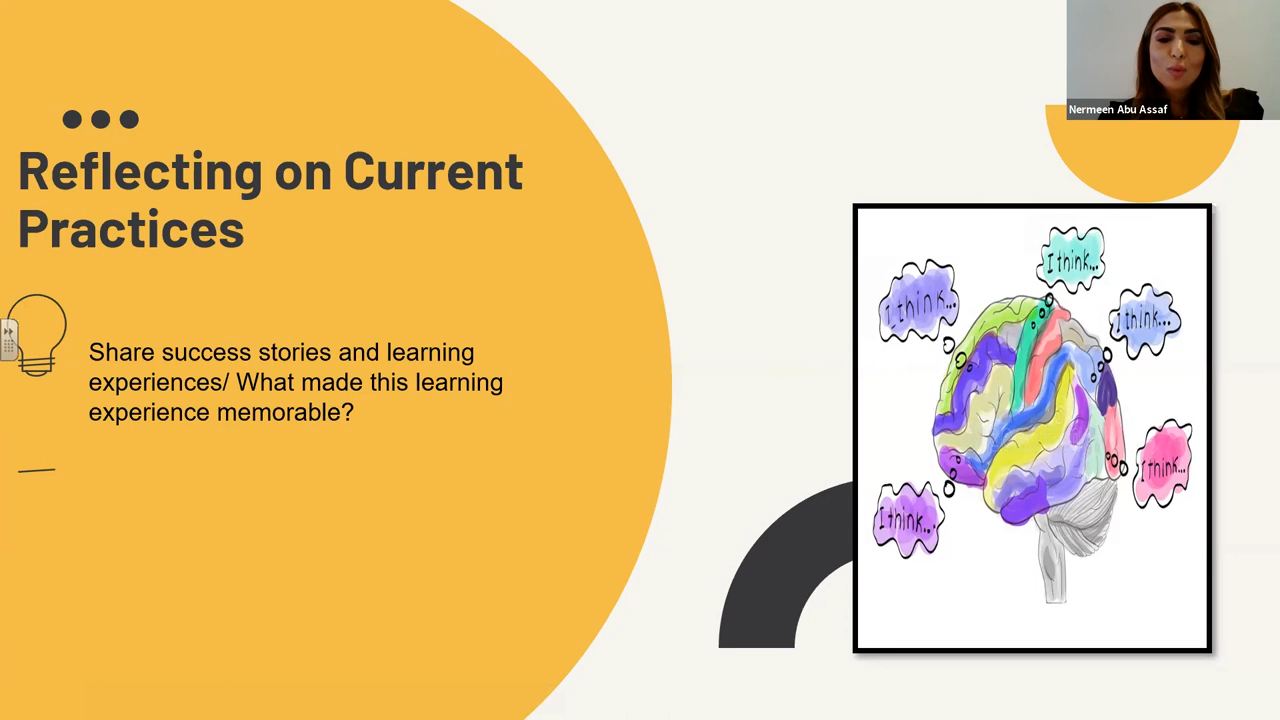 Nermeen Abu Assaf
Reflecting on Current
Practices
Share success stories and learning
experiences/ What made this learning
experience memorable?
I think...
I think...
I think...
I think...
I think...